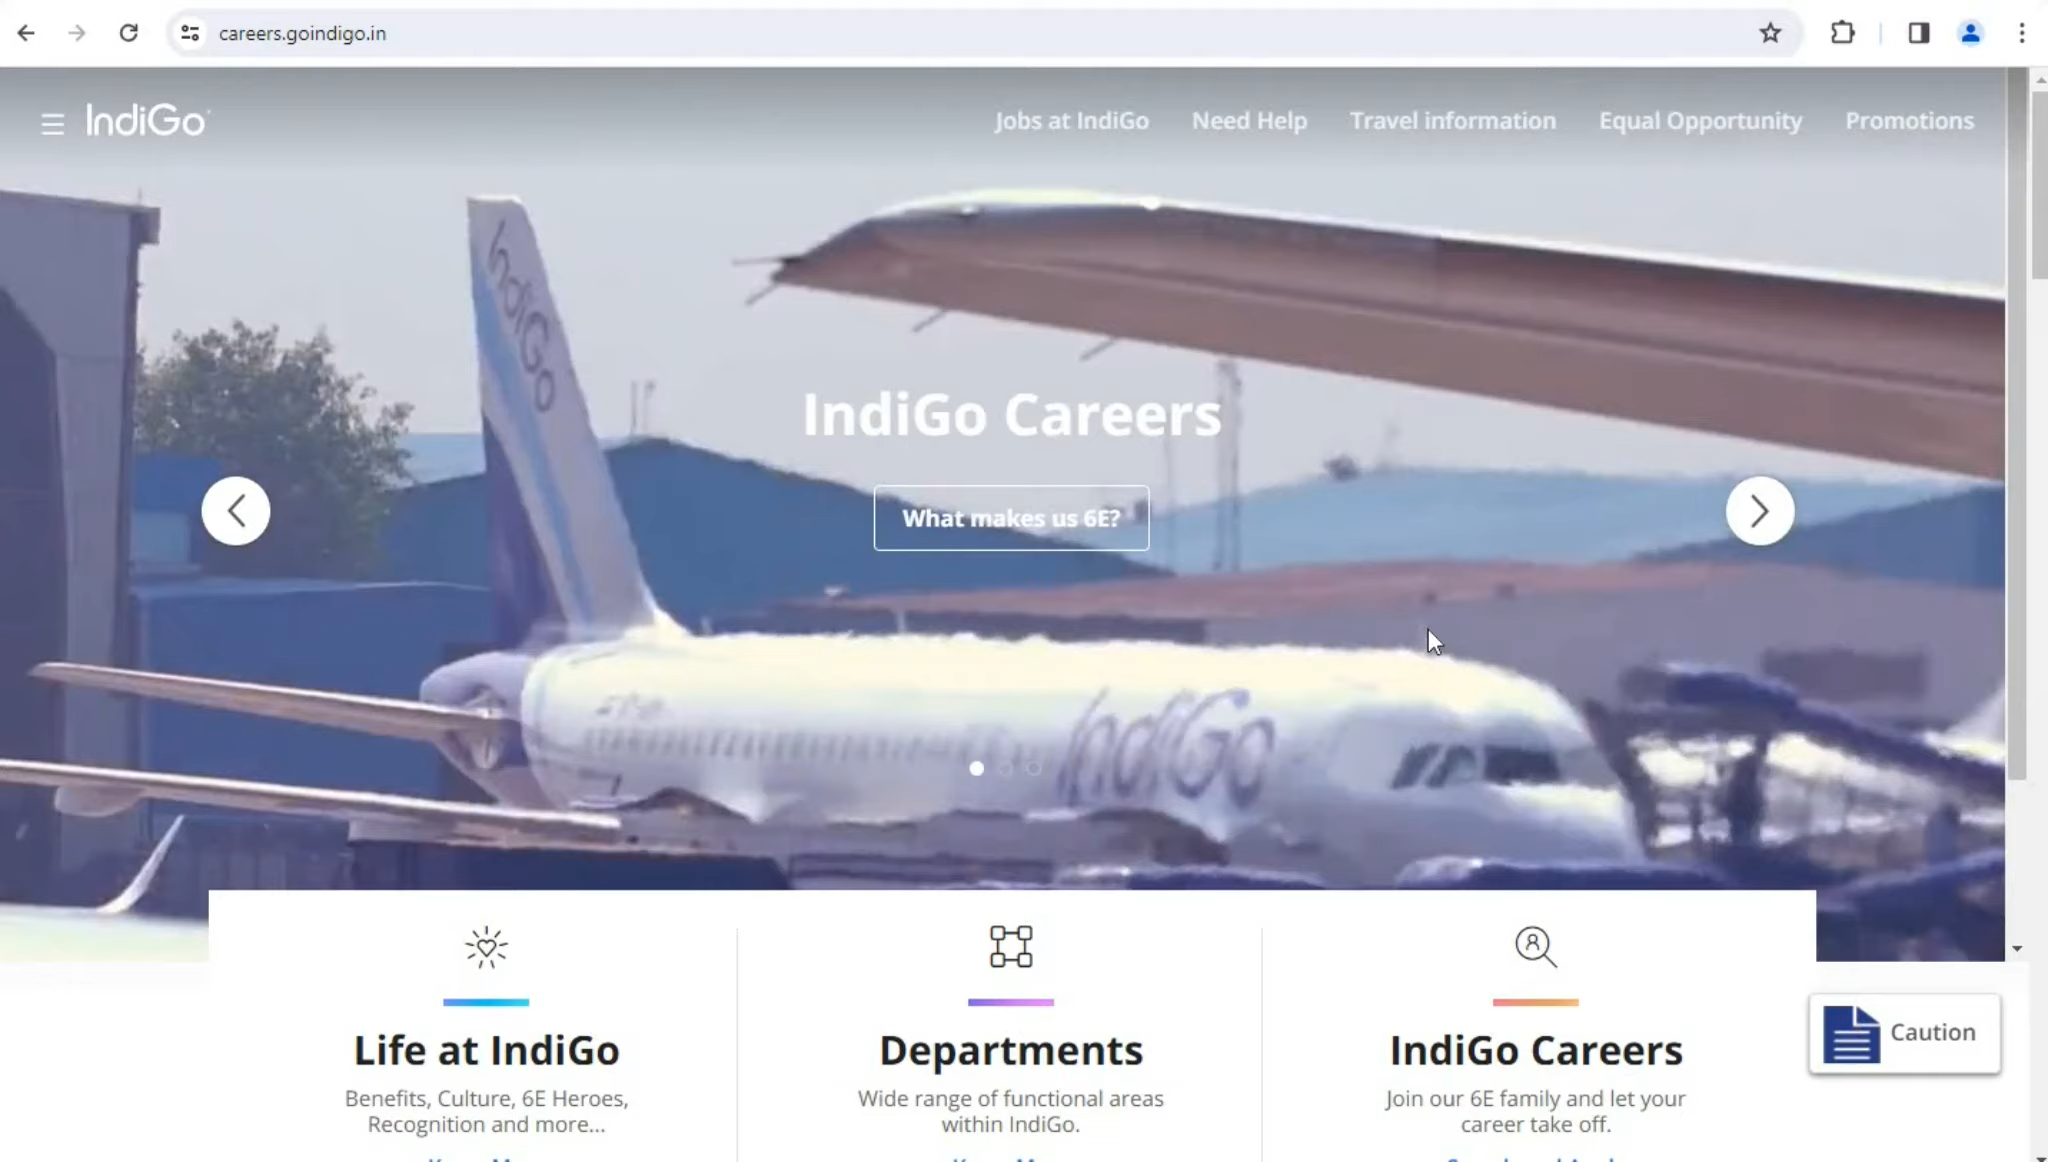 careers.goindigo.in
IndiGo
Jobs at IndiGo
Need Help
Travel information
Equal Opportunity
Promotions
IndiGo
IndiGo Careers
What makes us 6E?
IndiGo
Life at IndiGo
Benefits, Culture, 6E Heroes,
Recognition and more...
Departments
Wide range of functional areas
within IndiGo.
IndiGo Careers
Join our 6E family and let your
career take off.
Caution